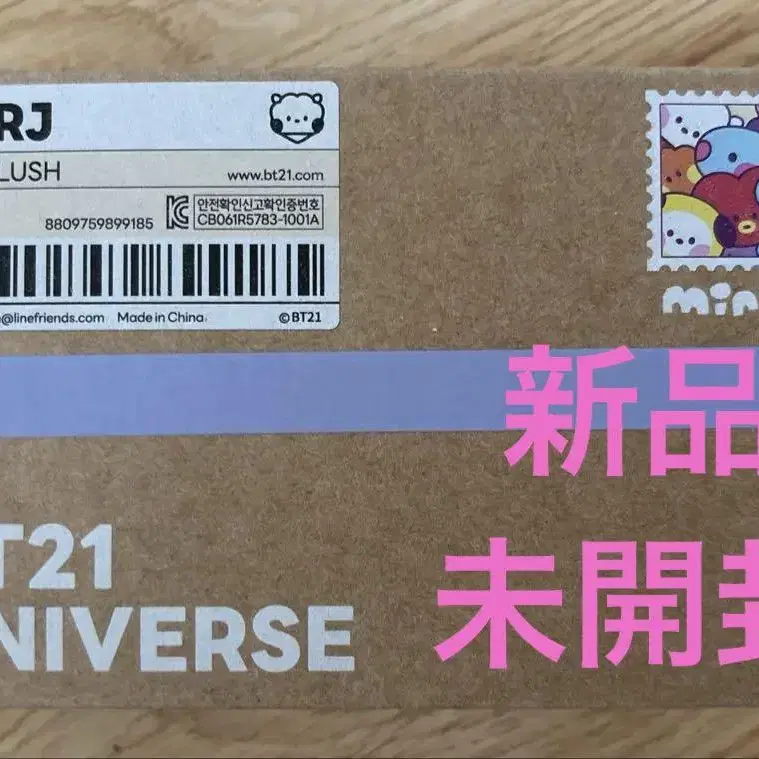 RJ
LUSH
www.bt21.com
8809759899185
안전확인신고확인증번호
CB061R5783-1001A
@linefriends.com Made in China
©BT21
min
新品
未開封
T21
NIVERSE